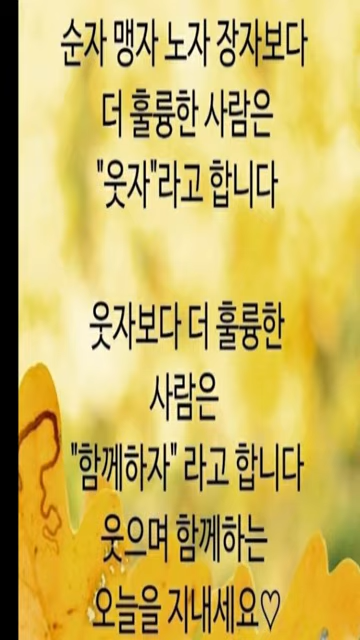 순자 맹자 노자 장자보다
더 훌륭한 사람은
"웃자"라고 합니다
웃자보다 더 훌륭한
사람은
"함께하자" 라고 합니다
웃으며 함께하는
오늘을 지내세요♡